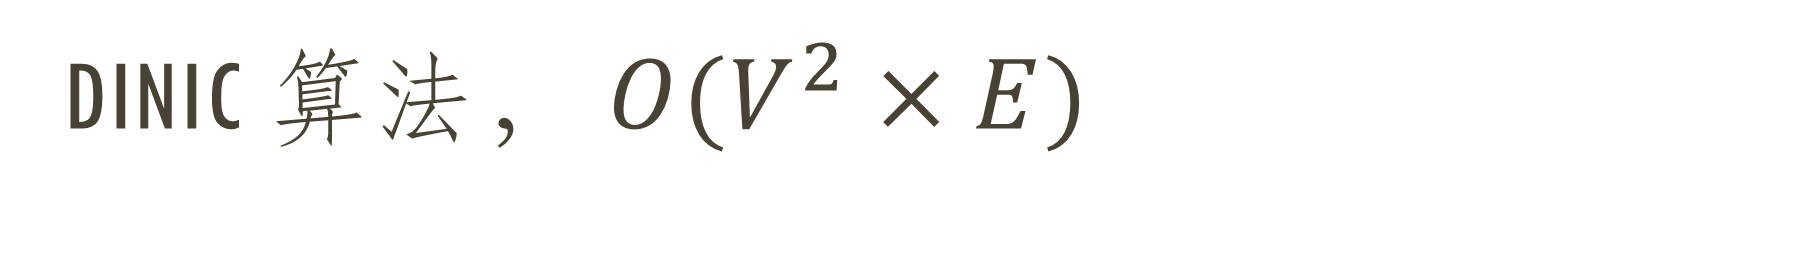 DINIC 算法，O(V² × E)